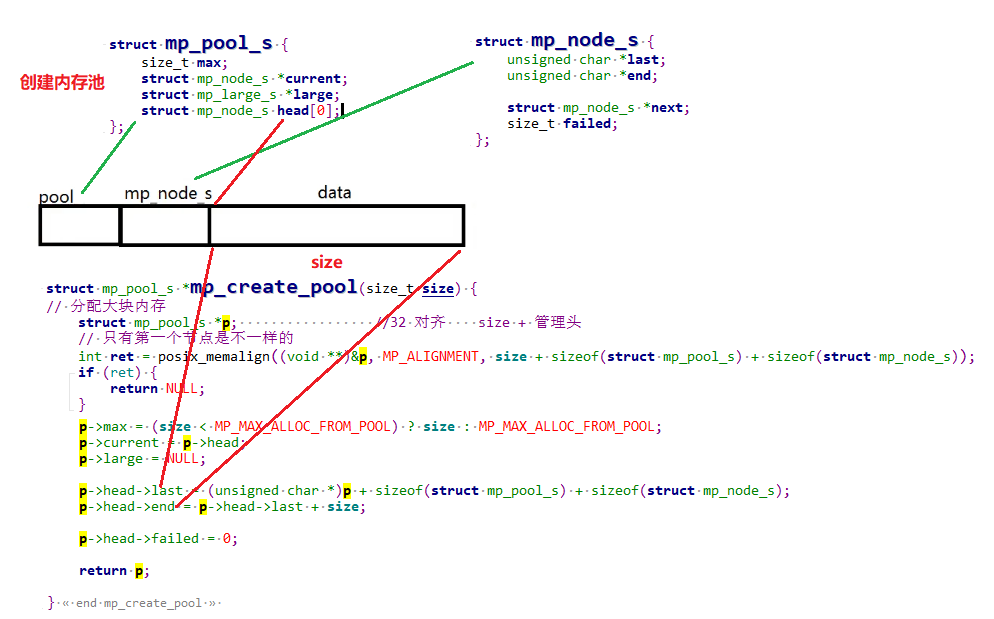 创建内存池
struct mp_pool_s {
size_t max;
struct mp_node_s *current;
struct mp_large_s *large;
struct mp_node_s head[0];
};
struct mp_node_s {
unsigned char *last;
unsigned char *end;
struct mp_node_s *next;
size_t failed;
};
pool
mp_node_s
data
size
struct mp_pool_s *mp_create_pool(size_t size) {
// 分配大块内存
struct mp_pool_s *p; //32 对齐 size + 管理头
// 只有第一个节点是不一样的
int ret = posix_memalign((void **)&p, MP_ALIGNMENT, size + sizeof(struct mp_pool_s) + sizeof(struct mp_node_s));
if (ret) {
return NULL;
}
p->max = (size < MP_MAX_ALLOC_FROM_POOL) ? size : MP_MAX_ALLOC_FROM_POOL;
p->current = p->head;
p->large = NULL;
p->head->last = (unsigned char *)p + sizeof(struct mp_pool_s) + sizeof(struct mp_node_s);
p->head->end = p->head->last + size;
p->head->failed = 0;
return p;
} « end mp_create_pool »